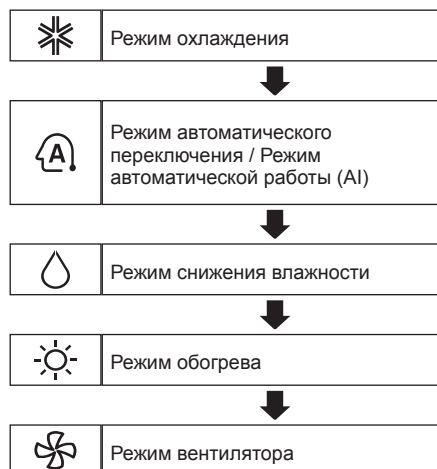 Режим охлаждения
A
Режим автоматического
переключения / Режим
автоматической работы (AI)
Режим снижения влажности
Режим обогрева
Режим вентилятора